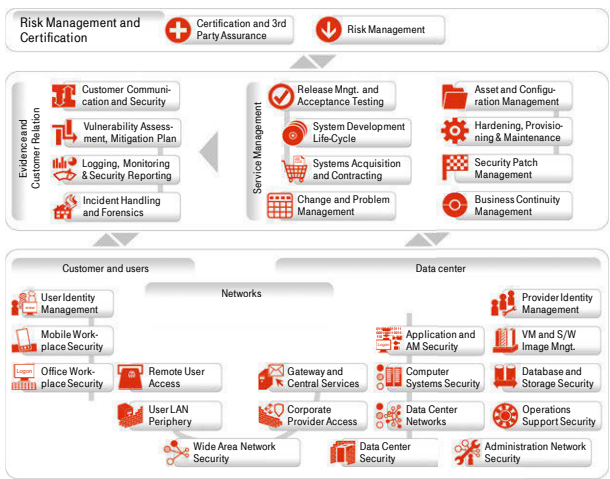 Risk Management and
Certification
Certification and 3rd
Party Assurance
Risk Management
Evidence and
Customer Relation
Customer Communi-
cation and Security
Vulnerability Assess-
ment, Mitigation Plan
Logging, Monitoring
& Security Reporting
Incident Handling
and Forensics
Service Management
Release Mngt. and
Acceptance Testing
System Development
Life-Cycle
Systems Acquisition
and Contracting
Change and Problem
Management
Asset and Configu-
ration Management
Hardening, Provisio-
ning & Maintenance
Security Patch
Management
Business Continuity
Management
Customer and users
Networks
Data center
User Identity
Management
Mobile Work-
place Security
Logon
Office Work-
place Security
Remote User
Access
User LAN
Periphery
Gateway and
Central Services
Corporate
Provider Access
Wide Area Network
Security
Logon
Application and
AM Security
Computer
Systems Security
Data Center
Networks
Data Center
Security
Provider Identity
Management
VM and S/W
Image Mngt.
Database and
Storage Security
Operations
Support Security
Administration Network
Security